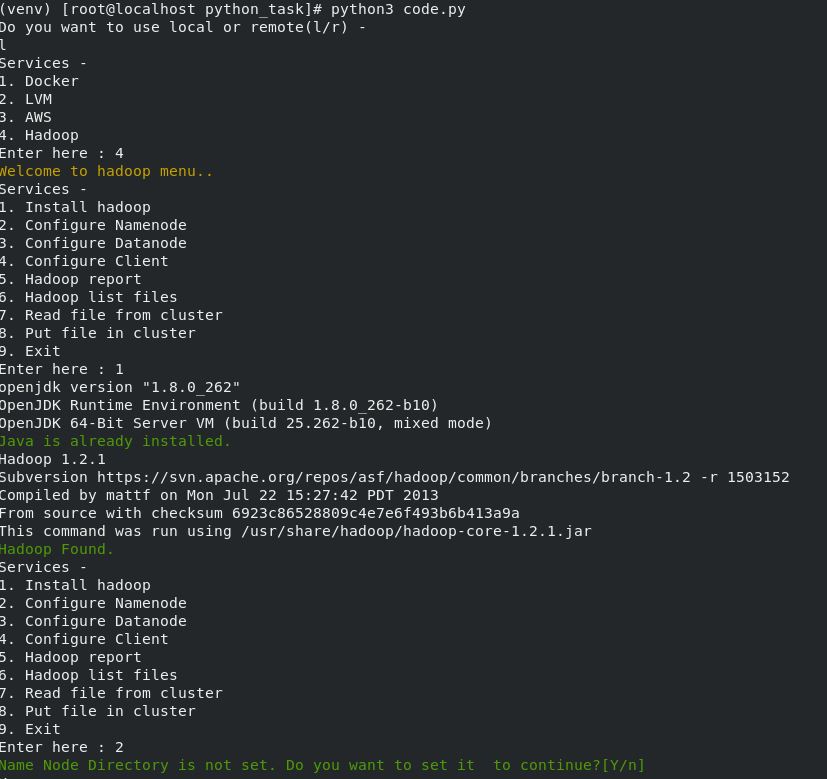 (venv) [root@localhost python_task]# python3 code.py
Do you want to use local or remote(l/r) -
l
Services -
1. Docker
2. LVM
3. AWS
4. Hadoop
Enter here : 4
Welcome to hadoop menu..
Services -
1. Install hadoop
2. Configure Namenode
3. Configure Datanode
4. Configure Client
5. Hadoop report
6. Hadoop list files
7. Read file from cluster
8. Put file in cluster
9. Exit
Enter here : 1
openjdk version "1.8.0_262"
OpenJDK Runtime Environment (build 1.8.0_262-b10)
OpenJDK 64-Bit Server VM (build 25.262-b10, mixed mode)
Java is already installed.
Hadoop 1.2.1
Subversion https://svn.apache.org/repos/asf/hadoop/common/branches/branch-1.2 -r 1503152
Compiled by mattf on Mon Jul 22 15:27:42 PDT 2013
From source with checksum 6923c86528809c4e7e6f493b6b413a9a
This command was run using /usr/share/hadoop/hadoop-core-1.2.1.jar
Hadoop Found.
Services -
1. Install hadoop
2. Configure Namenode
3. Configure Datanode
4. Configure Client
5. Hadoop report
6. Hadoop list files
7. Read file from cluster
8. Put file in cluster
9. Exit
Enter here : 2
Name Node Directory is not set. Do you want to set it  to continue?[Y/n]